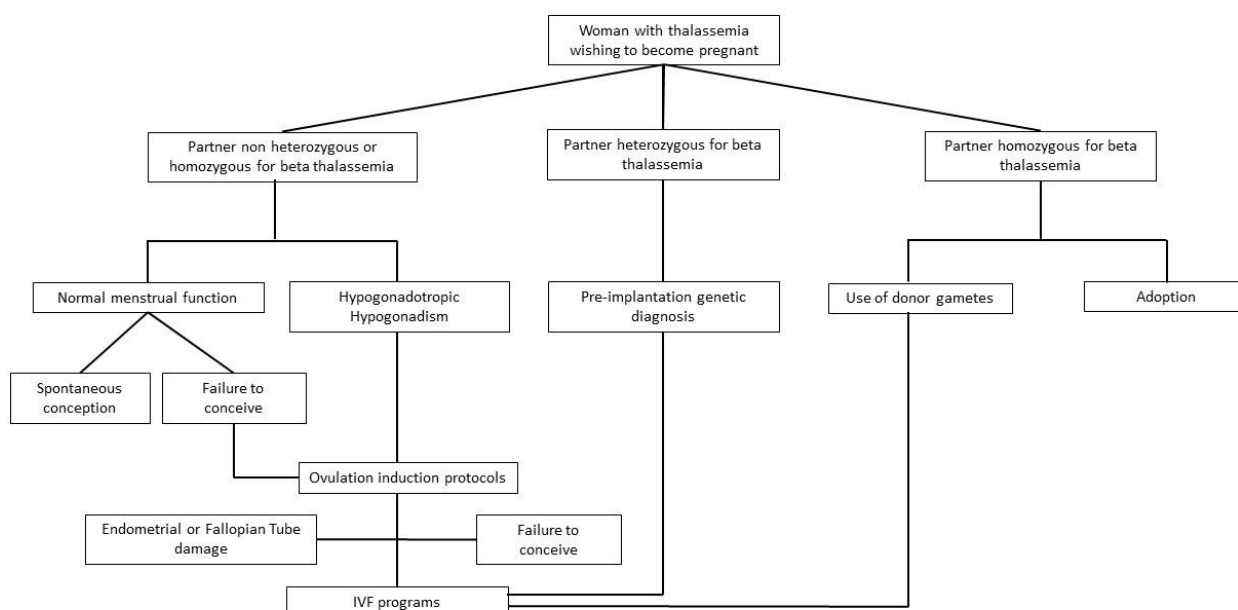 Woman with thalassemia
wishing to become pregnant
Partner non heterozygous or
homozygous for beta thalassemia
Partner heterozygous for beta
thalassemia
Partner homozygous for beta
thalassemia
Normal menstrual function
Hypogonadotropic
Hypogonadism
Pre-implantation genetic
diagnosis
Use of donor gametes
Adoption
Spontaneous
conception
Failure to
conceive
Ovulation induction protocols
Endometrial or Fallopian Tube
damage
Failure to
conceive
IVF programs